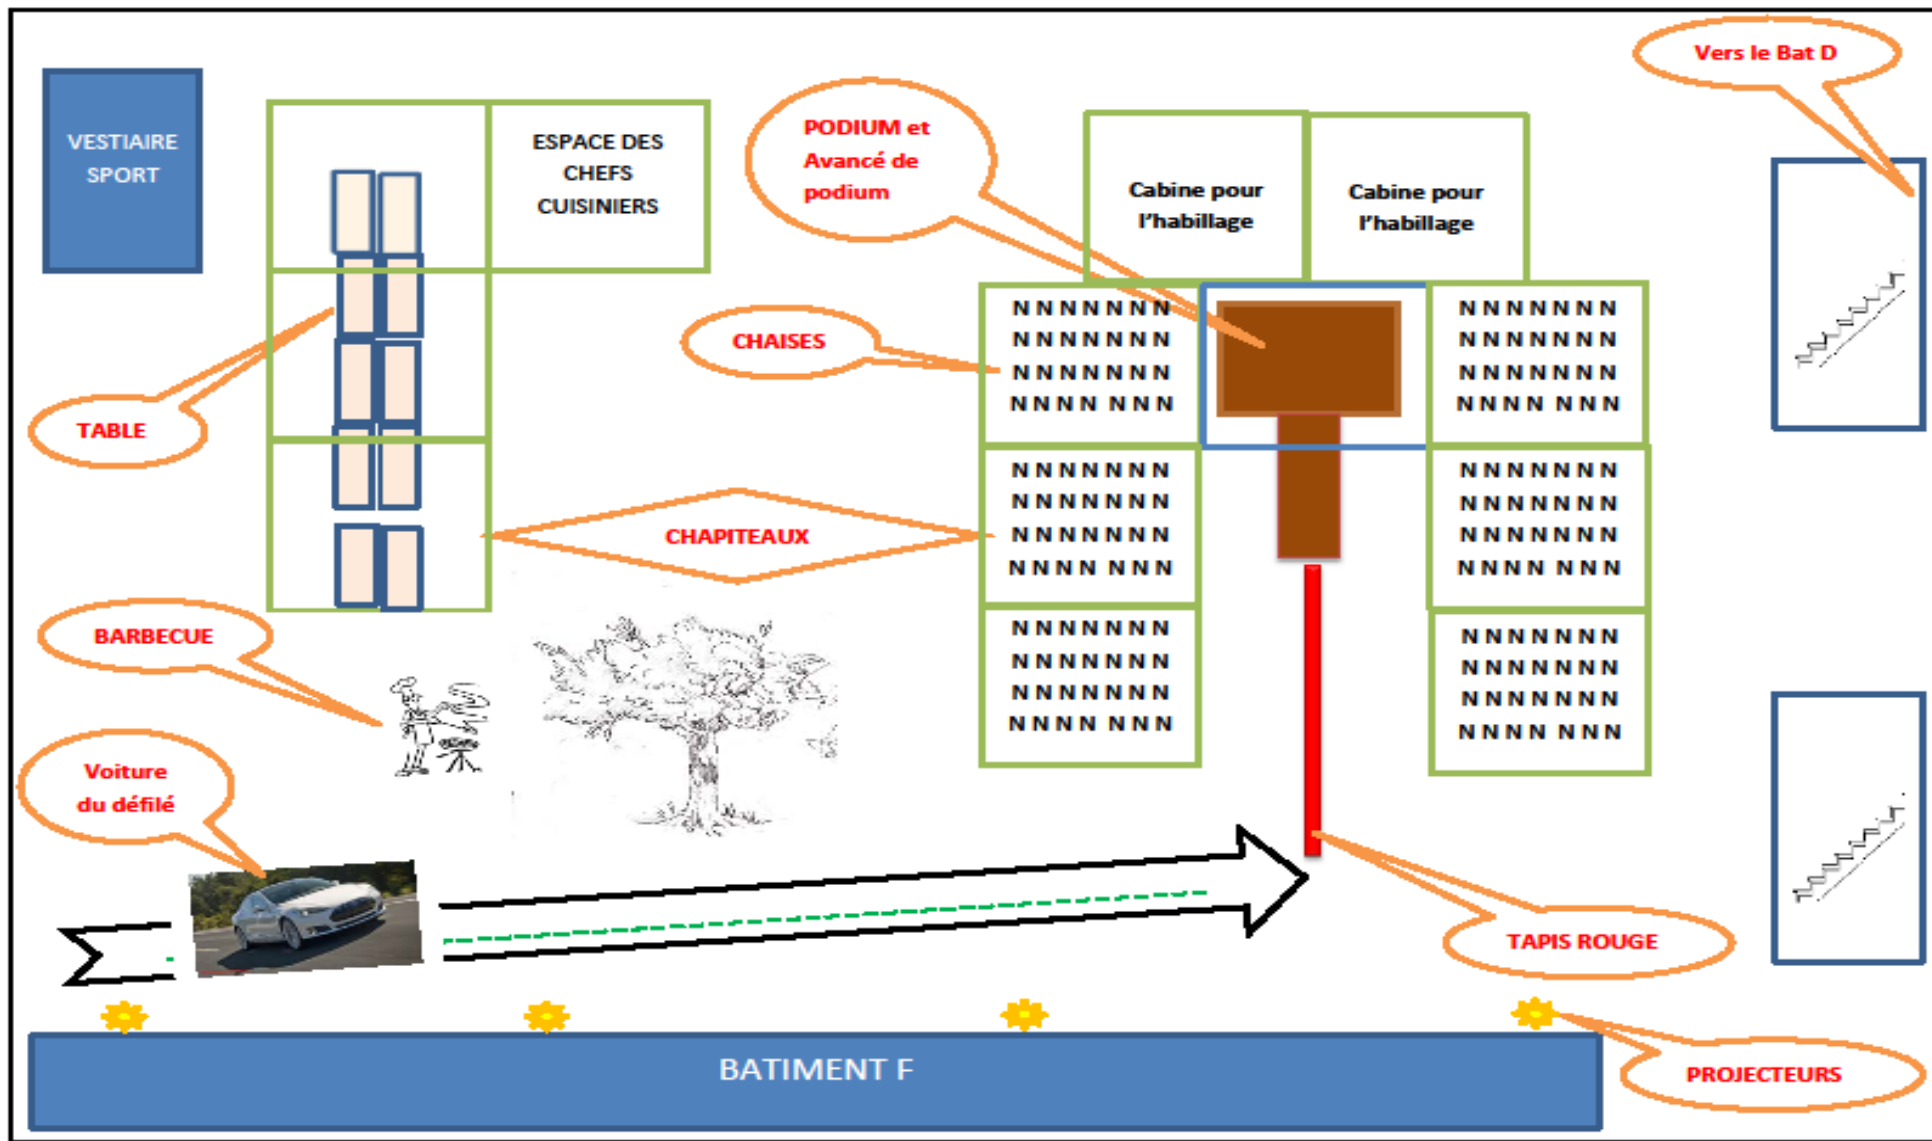 Vers le Bat D
VESTIAIRE
SPORT
ESPACE DES
CHEFS
CUISINIERS
PODIUM et
Avancé de
podium
Cabine pour
l'habillage
Cabine pour
l'habillage
CHAISES
N N N N N N N
N N N N N N N
N N N N N N N
N N N N N N N
N N N N N N N
N N N N N N N
N N N N N N N
N N N N N N N
TABLE
CHAPITEAUX
N N N N N N N
N N N N N N N
N N N N N N N
N N N N N N N
N N N N N N N
N N N N N N N
N N N N N N N
N N N N N N N
BARBECUE
N N N N N N N
N N N N N N N
N N N N N N N
N N N N N N N
N N N N N N N
N N N N N N N
N N N N N N N
N N N N N N N
Voiture
du défilé
TAPIS ROUGE
BATIMENT F
PROJECTEURS